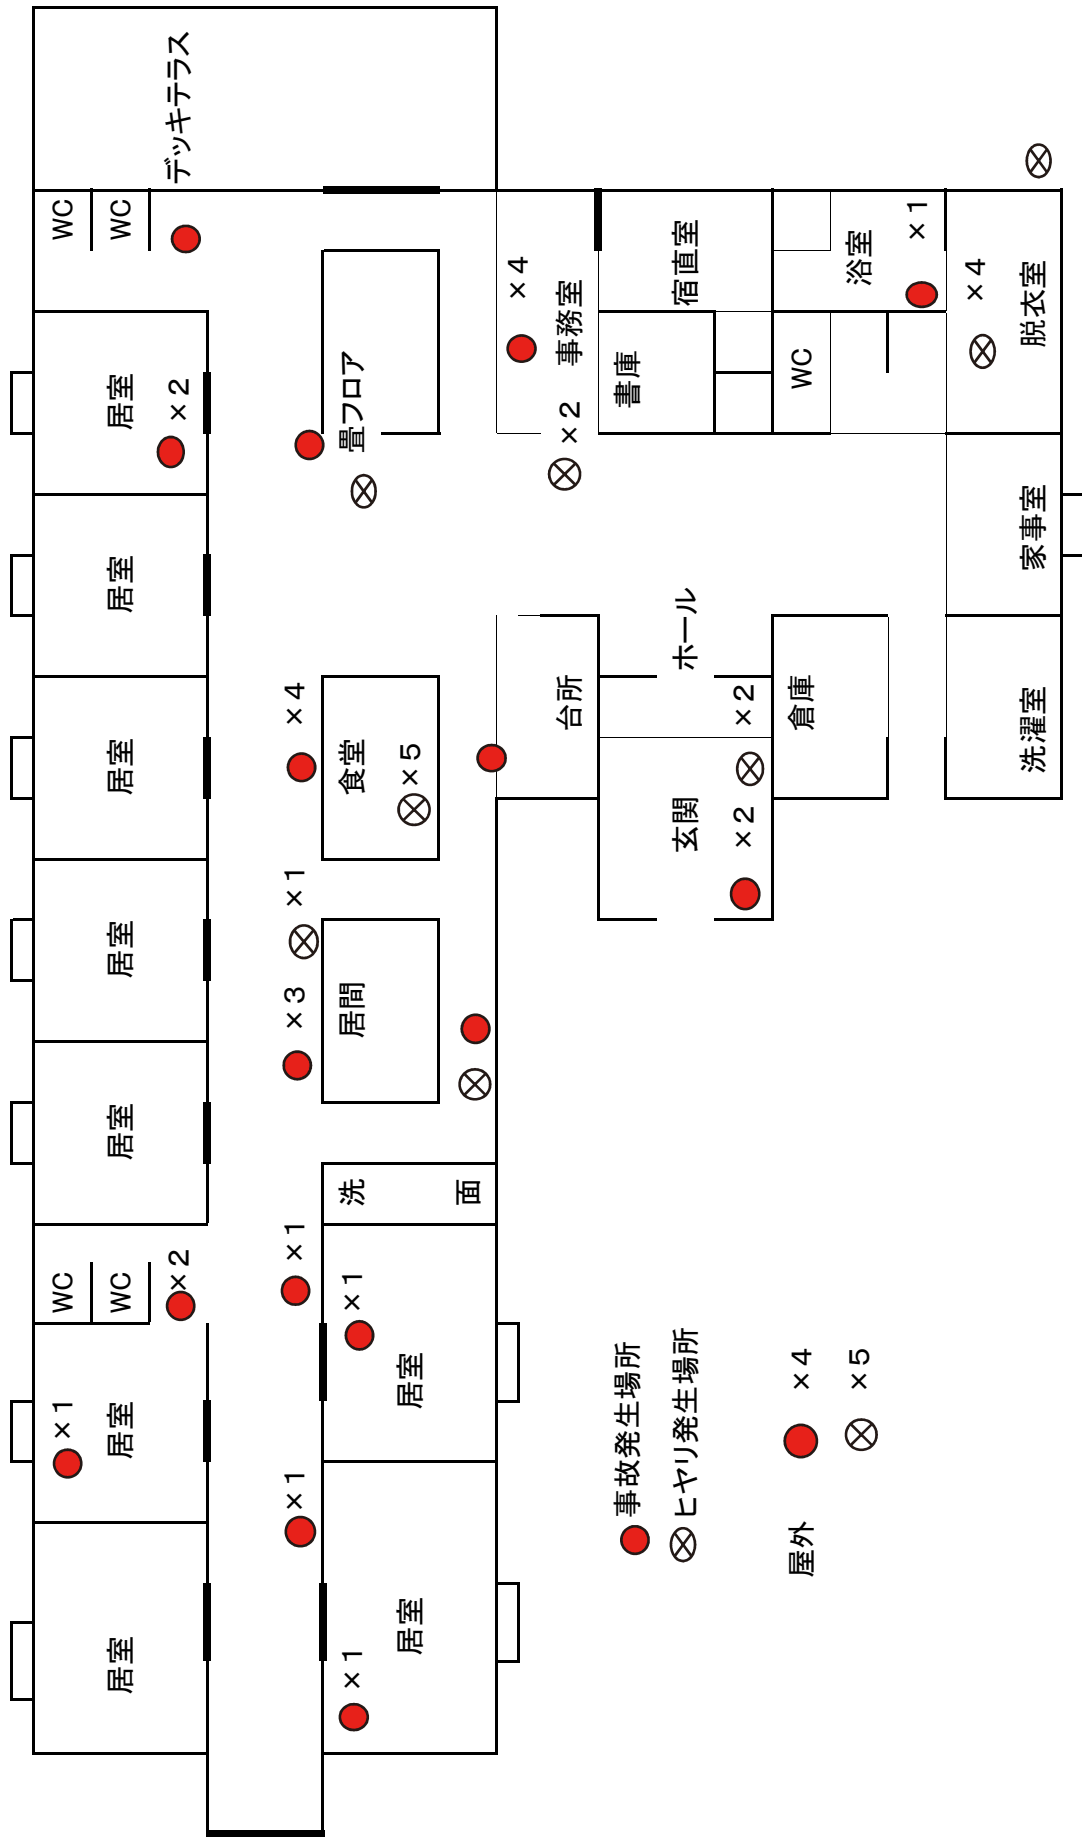 ×1
WC
WC
居室
居室
WC
居室
居室
居室
居室
居室
WC
×2
×2
デッキテラス
×1
×1
×3
×1
×4
×1
×1
洗
居間
食堂
畳フロア
居室
居室
×5
面
×4
台所
×2
事務室
事故発生場所
書庫
ヒヤリ発生場所
玄関
ホール
宿直室
×2
×2
屋外
×4
倉庫
WC
×5
浴室
×1
×4
洗濯室
家事室
脱衣室